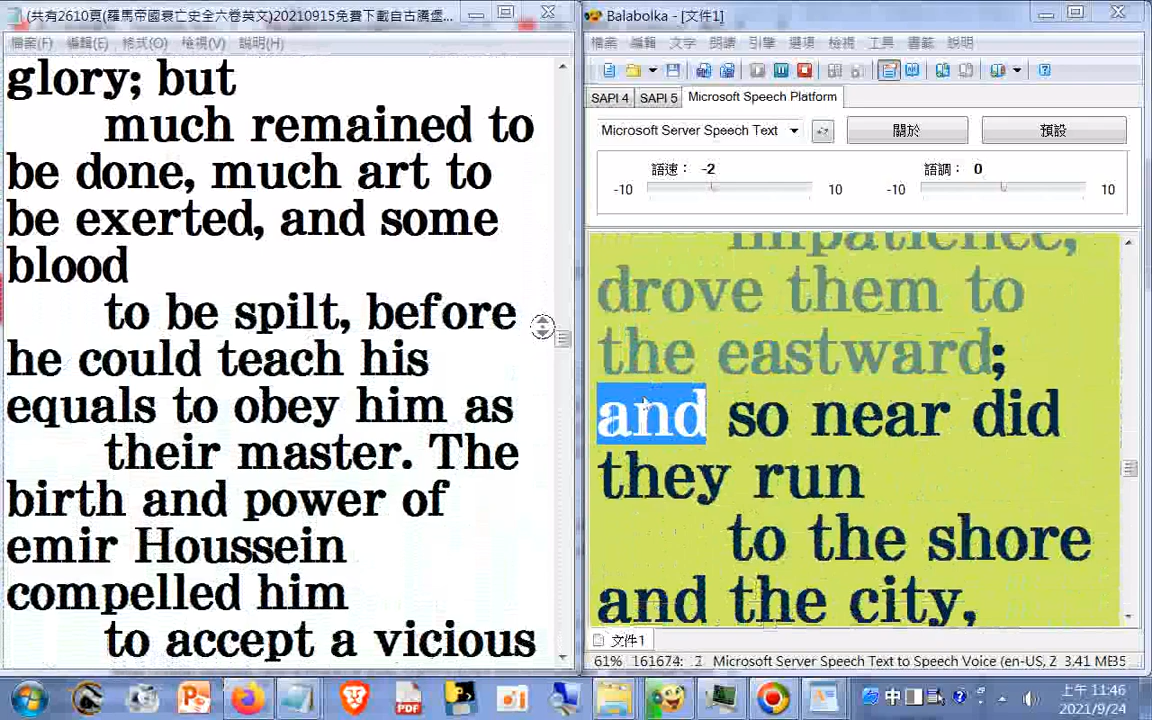 (共有2610頁(羅馬帝國衰亡史全六卷英文)20210915免費下載自古騰堡...
檔案(F) 編輯(E) 格式(O) 檢視(V) 說明(H)
glory; but
much remained to
be done, much art to
be exerted, and some
blood
to be spilt, before
he could teach his
equals to obey him as
their master. The
birth and power of
emir Houssein
compelled him
to accept a vicious
Balabolka - [文件1]
檔案 編輯 文字 朗讀 引擎 選項 檢視 工具 書籤 說明
SAPI 4 SAPI 5 Microsoft Speech Platform
Microsoft Server Speech Text 關於 預設
語速： -2 語調： 0
-10 10 -10 10
impatience,
drove them to
the eastward;
and so near did
they run
to the shore
and the city,
文件1
61% 161674: Microsoft Server Speech Text to Speech Voice (en-US, Z 3,41 MB
中
上午 11:46
2021/9/24